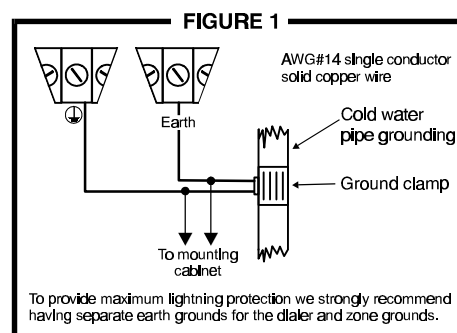 FIGURE 1
AWG#14 single conductor
solid copper wire
Earth
Cold water
pipe grounding
Ground clamp
To mounting
cabinet
To provide maximum lightning protection we strongly recommend
having separate earth grounds for the dialer and zone grounds.